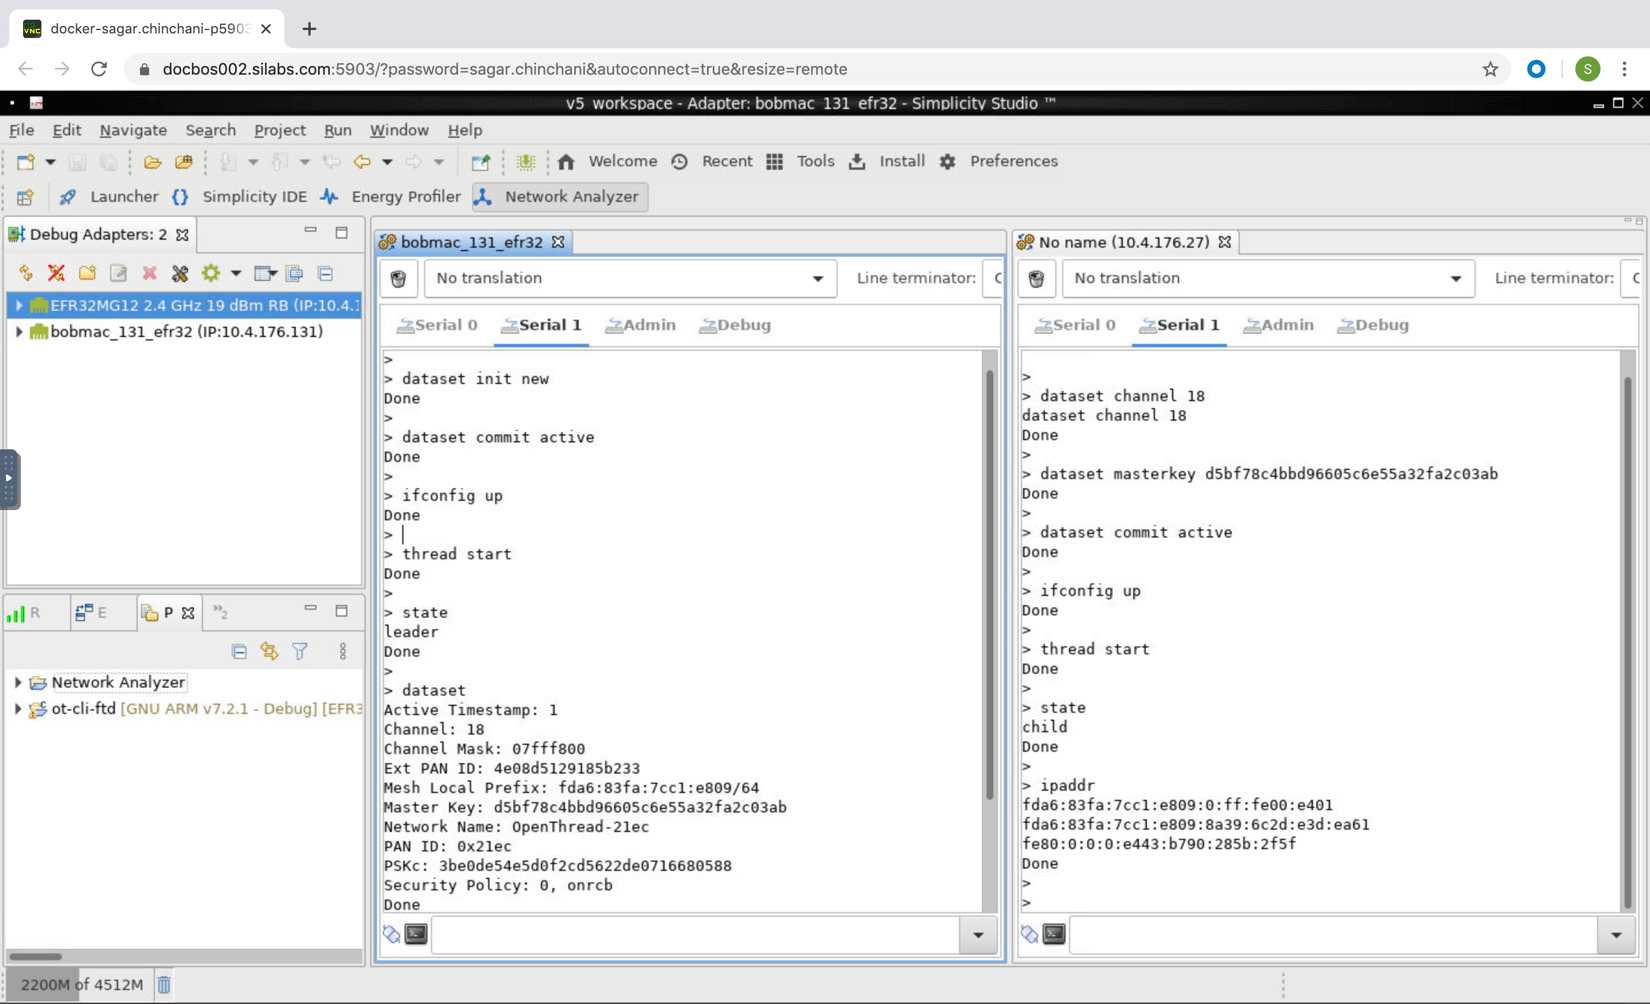 docker-sagar.chinchani-p5903
docbos002.silabs.com:5903/?password=sagar.chinchani&autoconnect=true&resize=remote
S
v5_workspace - Adapter: bobmac_131_efr32 - Simplicity Studio ™
File Edit Navigate Search Project Run Window Help
Welcome Recent Tools Install Preferences
Launcher Simplicity IDE Energy Profiler Network Analyzer
Debug Adapters: 2
EFR32MG12 2.4 GHz 19 dBm RB (IP:10.4.1
bobmac_131_efr32 (IP:10.4.176.131)
R E P »2
Network Analyzer
ot-cli-ftd [GNU ARM v7.2.1 - Debug] [EFR3
bobmac_131_efr32
No translation Line terminator: C
Serial 0 Serial 1 Admin Debug
>
> dataset init new
Done
>
> dataset commit active
Done
>
> ifconfig up
Done
>
> thread start
Done
>
> state
leader
Done
>
> dataset
Active Timestamp: 1
Channel: 18
Channel Mask: 07fff800
Ext PAN ID: 4e08d5129185b233
Mesh Local Prefix: fda6:83fa:7cc1:e809/64
Master Key: d5bf78c4bbd96605c6e55a32fa2c03ab
Network Name: OpenThread-21ec
PAN ID: 0x21ec
PSKc: 3be0de54e5d0f2cd5622de0716680588
Security Policy: 0, onrcb
Done
No name (10.4.176.27)
No translation Line terminator: C
Serial 0 Serial 1 Admin Debug
>
> dataset channel 18
dataset channel 18
Done
>
> dataset masterkey d5bf78c4bbd96605c6e55a32fa2c03ab
Done
>
> dataset commit active
Done
>
> ifconfig up
Done
>
> thread start
Done
>
> state
child
Done
>
> ipaddr
fda6:83fa:7cc1:e809:0:ff:fe00:e401
fda6:83fa:7cc1:e809:8a39:6c2d:e3d:ea61
fe80:0:0:0:e443:b790:285b:2f5f
Done
>
>
2200M of 4512M